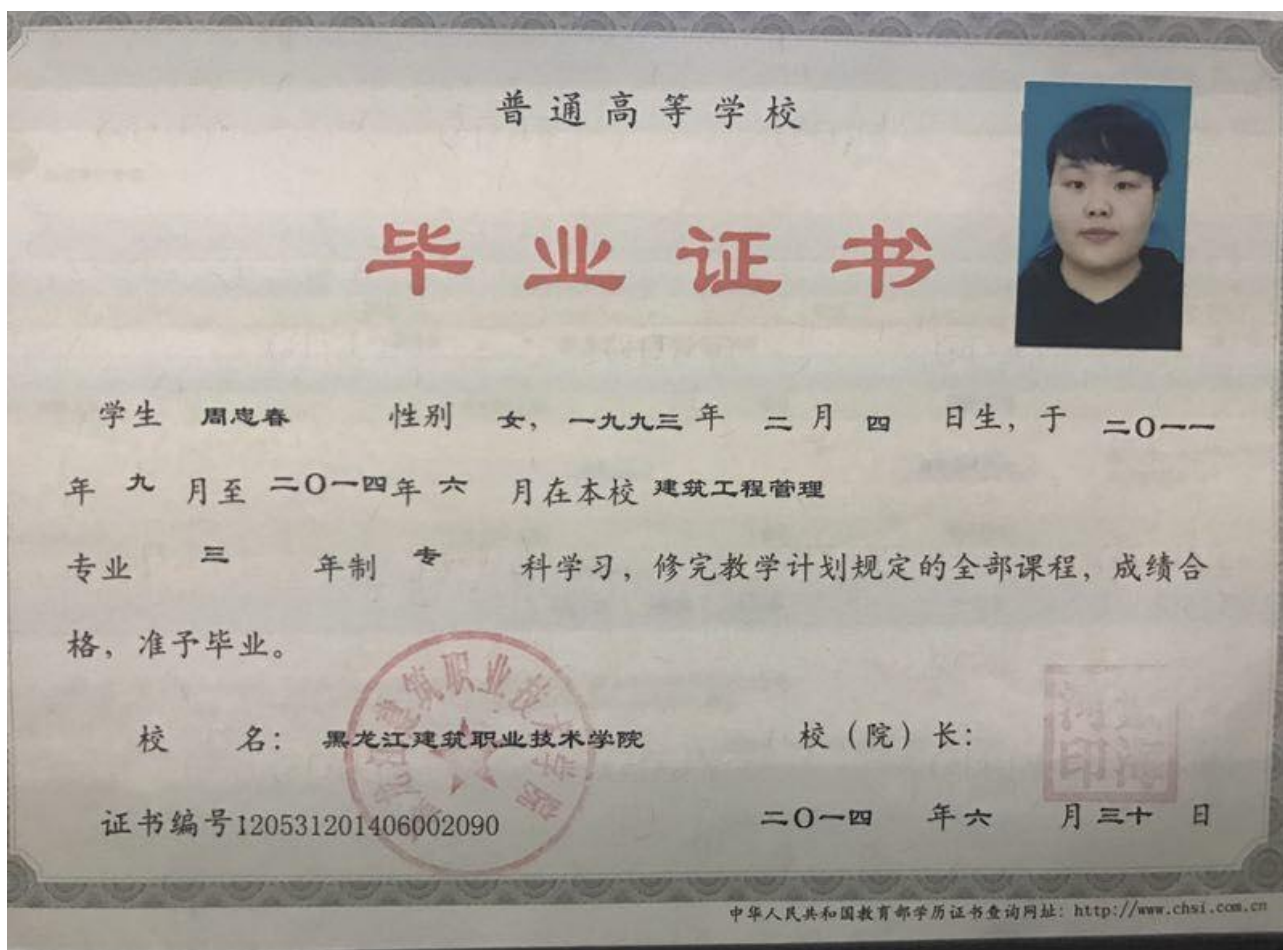 普通高等学校
毕业证书
学生 周忠春 性别 女，一九九三年 二月 四 日生，于 二〇一一
年 九 月至 二〇一四年 六 月在本校 建筑工程管理
专业 三 年制 专 科学习，修完教学计划规定的全部课程，成绩合
格，准予毕业。
校 名：黑龙江建筑职业技术学院 校（院）长：
证书编号120531201406002090 二〇一四 年六 月三十 日
中华人民共和国教育部学历证书查询网址：http://www.chsi.com.cn